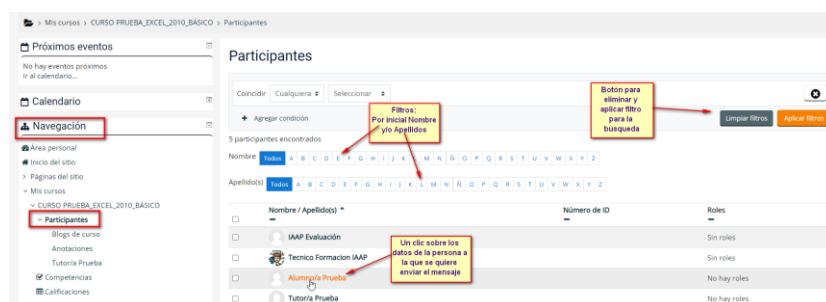 > Mis cursos > CURSO PRUEBA_EXCEL_2010_BÁSICO > Participantes
Próximos eventos
No hay eventos próximos
Ir al calendario...
Calendario
Navegación
Área personal
Inicio del sitio
> Páginas del sitio
Mis cursos
CURSO PRUEBA_EXCEL_2010_BÁSICO
Participantes
Blogs de curso
Anotaciones
Tutor/a Prueba
Competencias
Calificaciones
Participantes
Coincidir Cualquiera Seleccionar
+ Agregar condición
Filtros:
Por inicial Nombre
y/o Apellidos
Botón para
eliminar y
aplicar filtro
para la
búsqueda
Limpiar filtros Aplicar filtros
5 participantes encontrados
Nombre Todos A B C D E F G H I J K L M N Ñ O P Q R S T U V W X Y Z
Apellido(s) Todos A B C D E F G H I J K L M N Ñ O P Q R S T U V W X Y Z
Nombre / Apellido(s) Número de ID Roles
IAAP Evaluación Sin roles
Tecnico Formacion IAAP Sin roles
Alumno/a Prueba No hay roles
Tutor/a Prueba No hay roles
Un clic sobre los
datos de la persona a
la que se quiere
enviar el mensaje